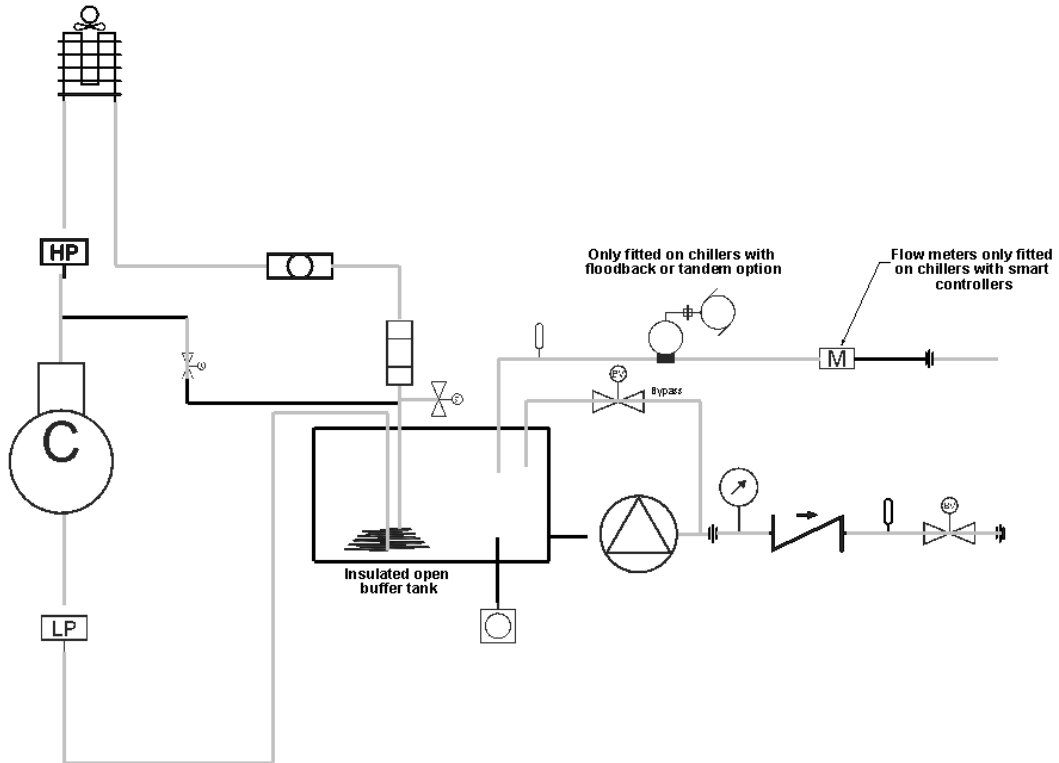 HP
Only fitted on chillers with
floodback or tandem option
Flow meters only fitted
on chillers with smart
controllers
M
Bypass
C
Insulated open
buffer tank
LP